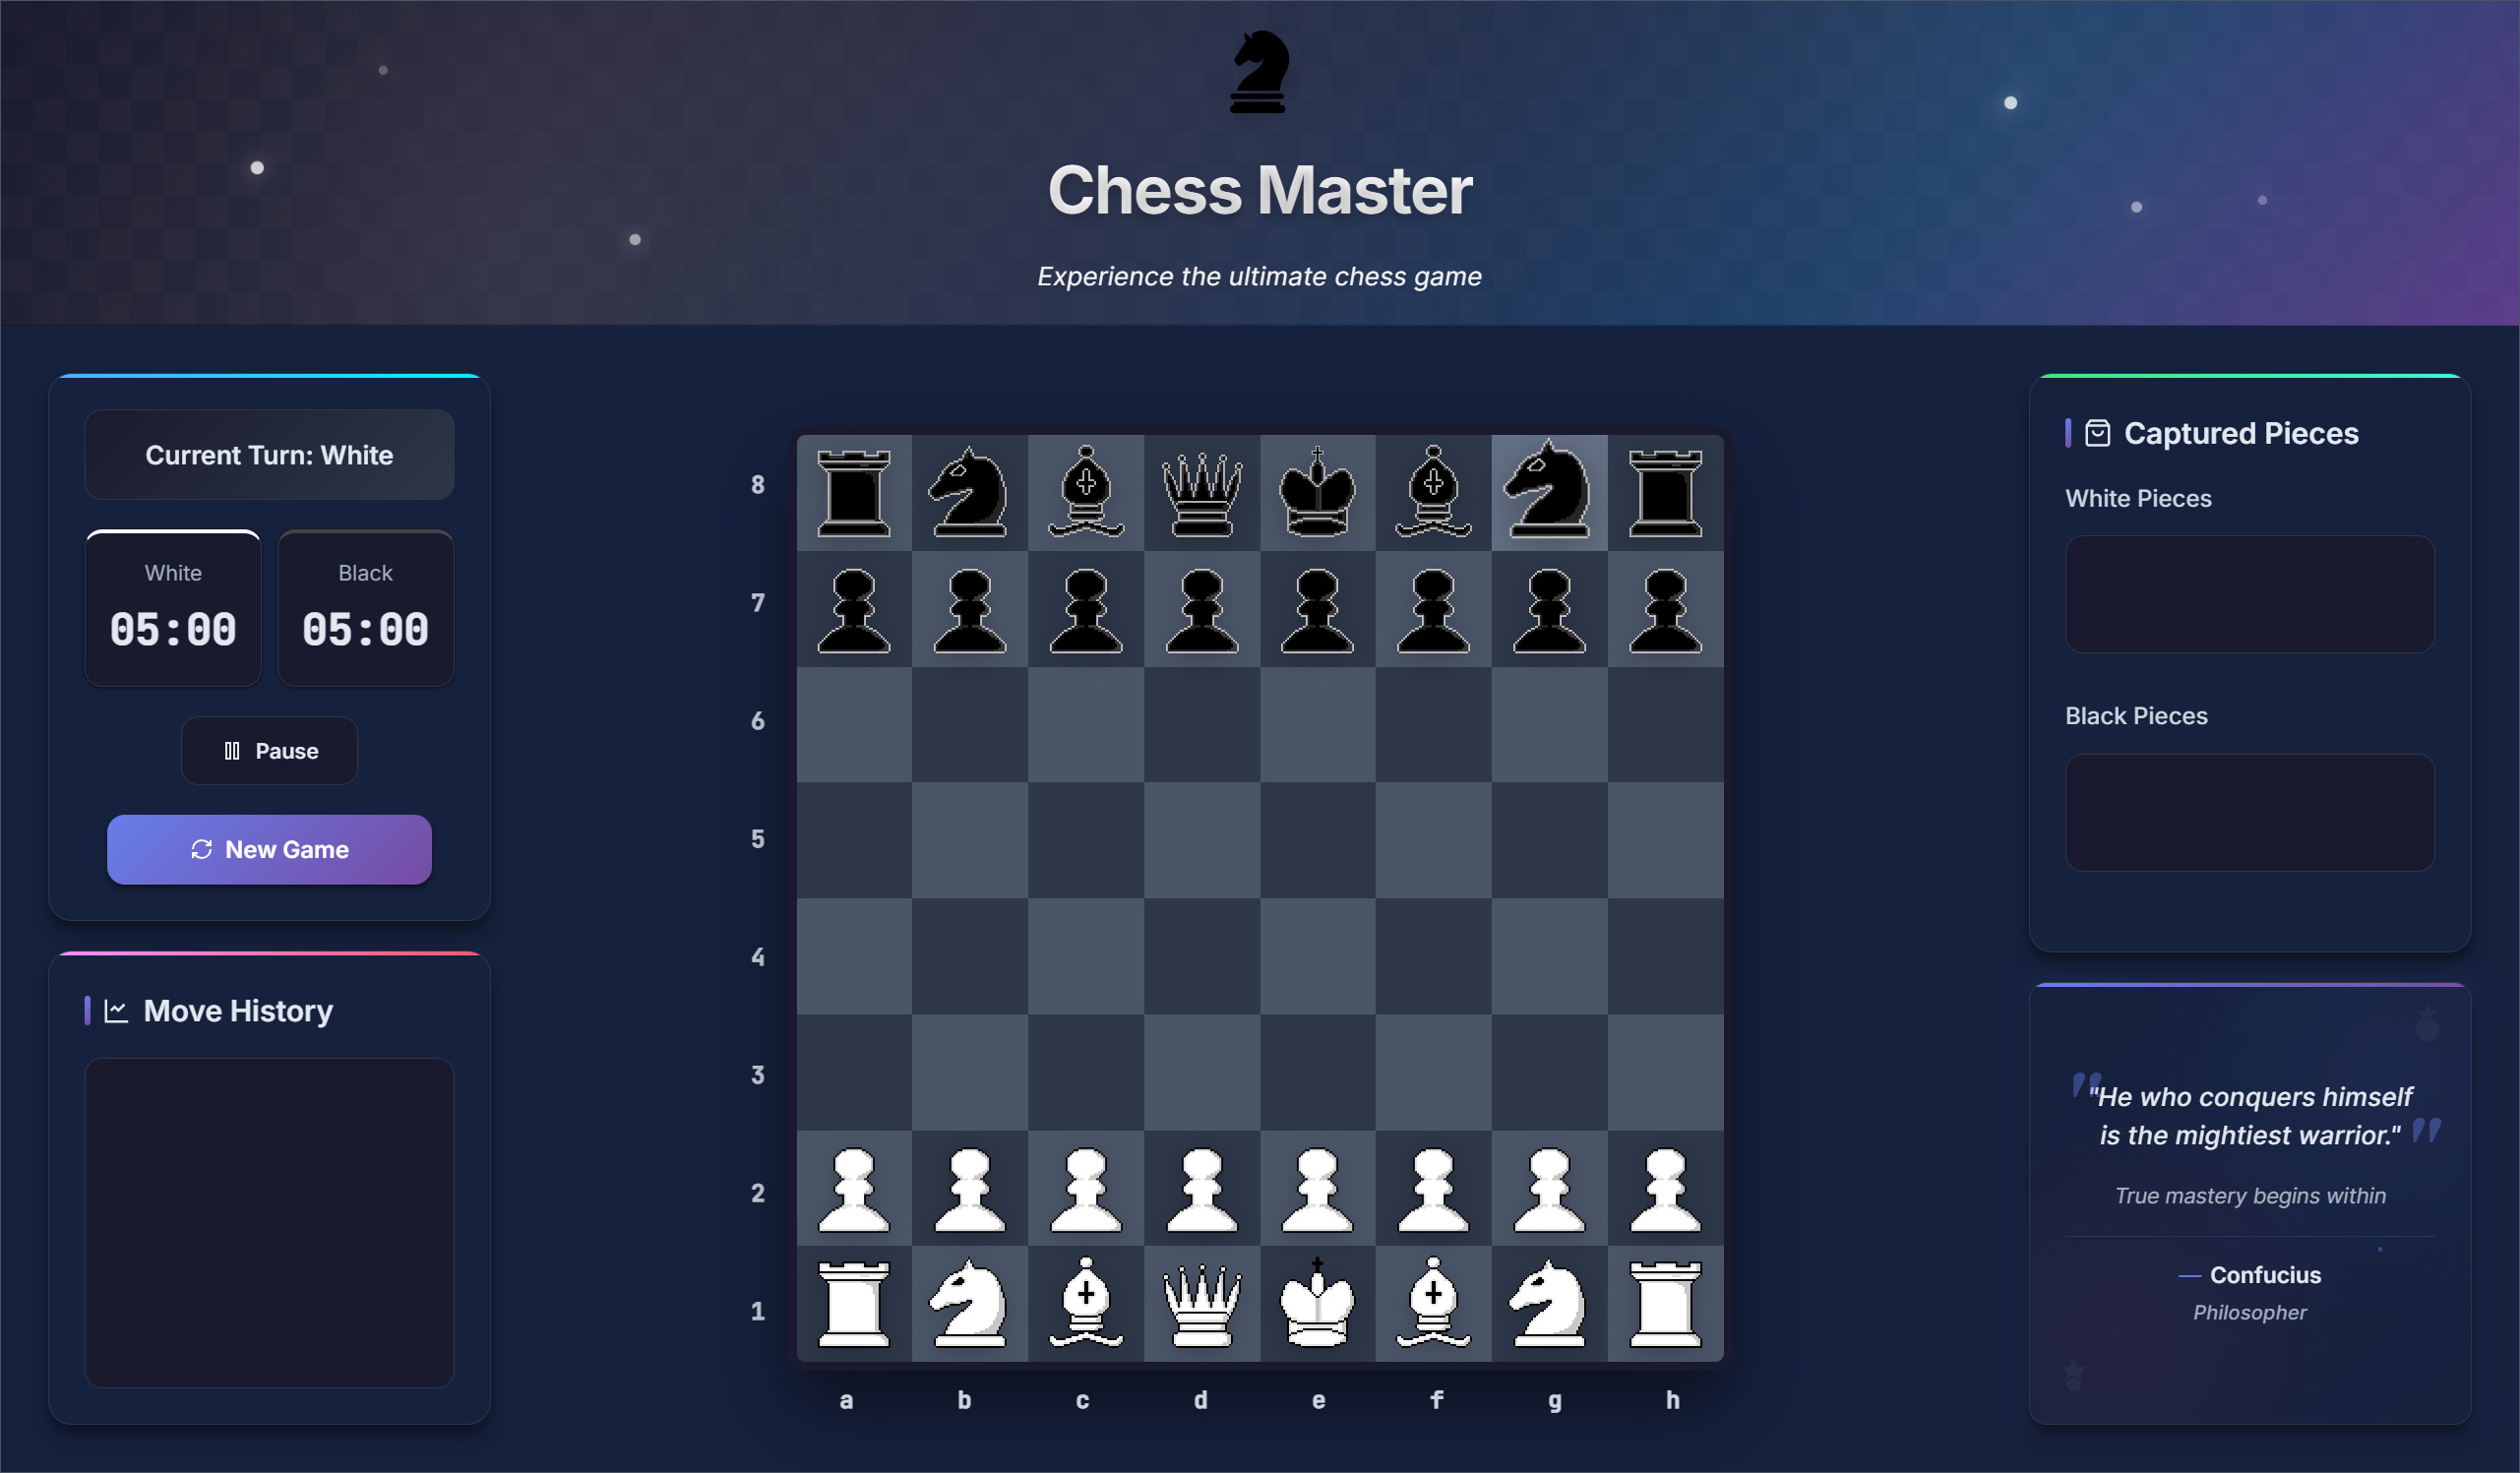 Chess Master
Experience the ultimate chess game
Current Turn: White
White
05:00
Black
05:00
Pause
New Game
Move History
8
7
6
5
4
3
2
1
a b c d e f g h
Captured Pieces
White Pieces
Black Pieces
"He who conquers himself
is the mightiest warrior."
True mastery begins within
— Confucius
Philosopher